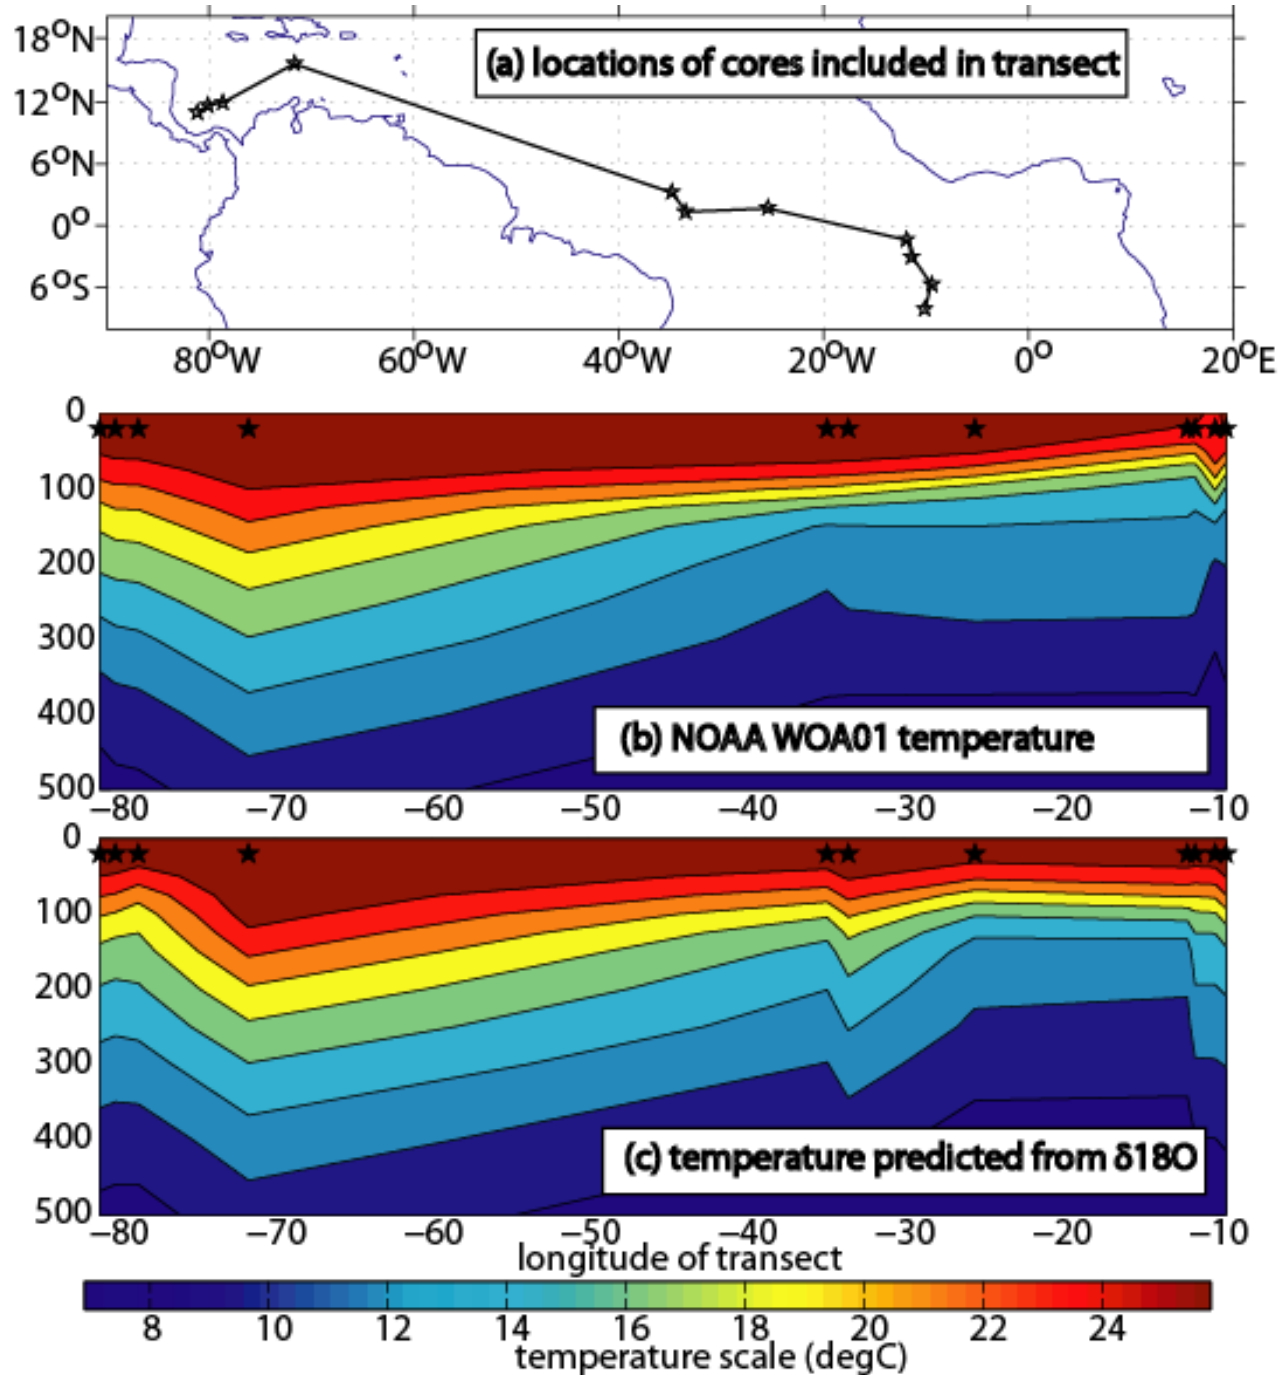 (a) locations of cores included in transect
18°N
12°N
6°N
0°
6°S
80°W 60°W 40°W 20°W 0° 20°E
0
100
200
300
400
500
(b) NOAA WOA01 temperature
−80 −70 −60 −50 −40 −30 −20 −10
0
100
200
300
400
500
(c) temperature predicted from δ18O
−80 −70 −60 −50 −40 −30 −20 −10
longitude of transect
8 10 12 14 16 18 20 22 24
temperature scale (degC)